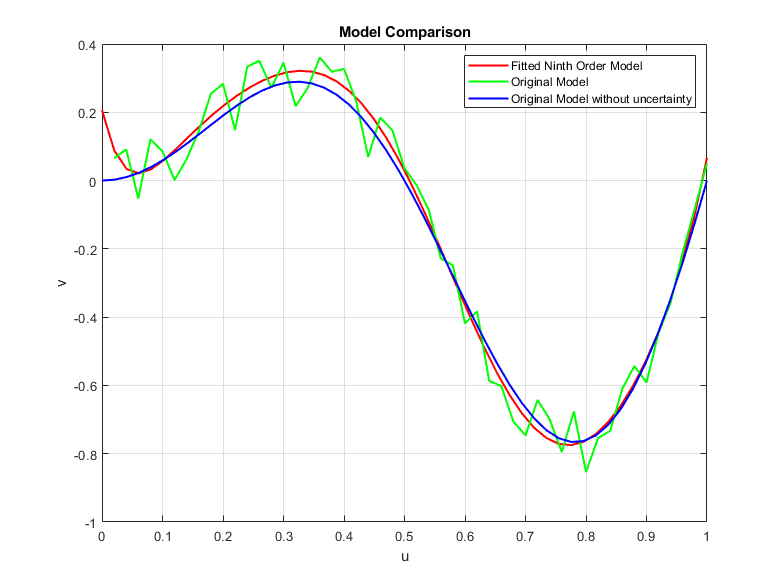 Model Comparison
Fitted Ninth Order Model
Original Model
Original Model without uncertainty
0.4
0.2
0
-0.2
-0.4
-0.6
-0.8
-1
v
0 0.1 0.2 0.3 0.4 0.5 0.6 0.7 0.8 0.9 1
u